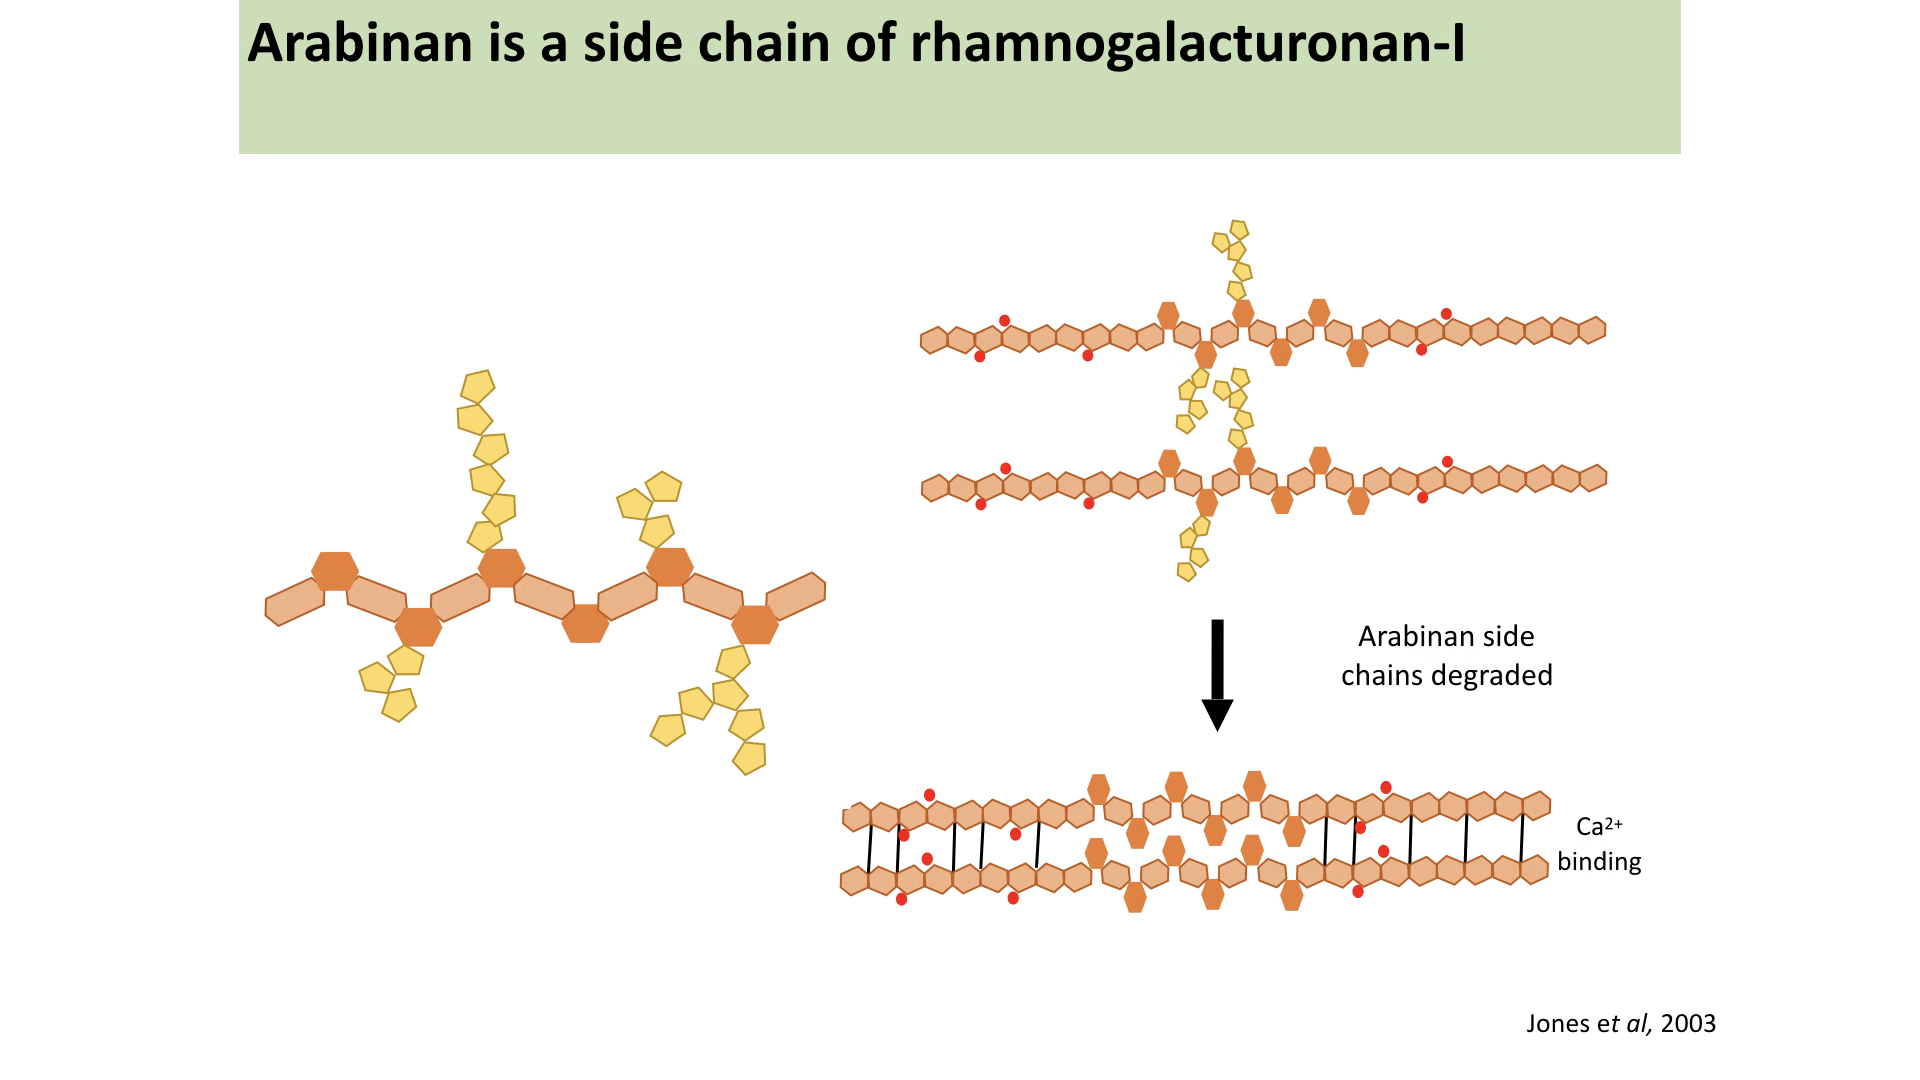 Arabinan is a side chain of rhamnogalacturonan-I
Arabinan side
chains degraded
Ca²⁺
binding
Jones et al, 2003